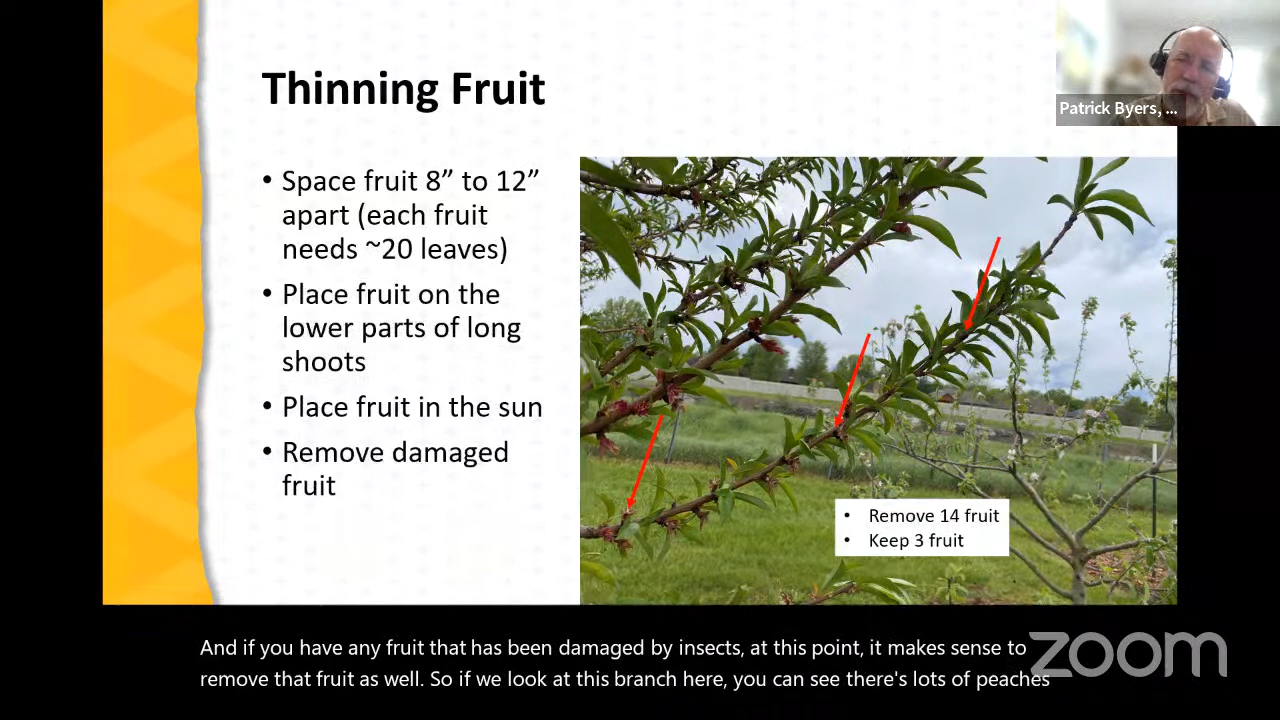 Thinning Fruit
Patrick Byers, ...
• Space fruit 8” to 12”
apart (each fruit
needs ~20 leaves)
• Place fruit on the
lower parts of long
shoots
• Place fruit in the sun
• Remove damaged
fruit
• Remove 14 fruit
• Keep 3 fruit
And if you have any fruit that has been damaged by insects, at this point, it makes sense to
remove that fruit as well. So if we look at this branch here, you can see there's lots of peaches
zoom